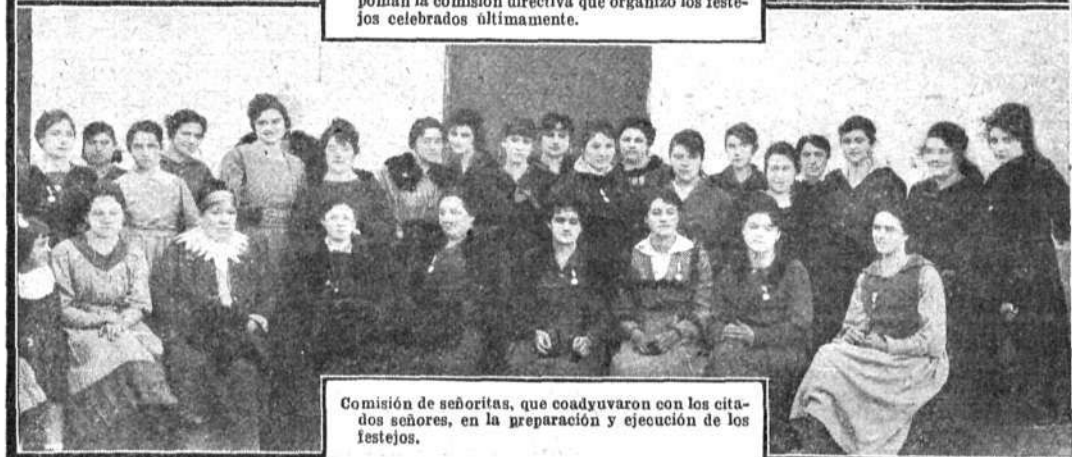 ponían la comisión directiva que organizó los feste-
jos celebrados últimamente.
Comisión de señoritas, que coadyuvaron con los cita-
dos señores, en la preparación y ejecución de los
festejos.